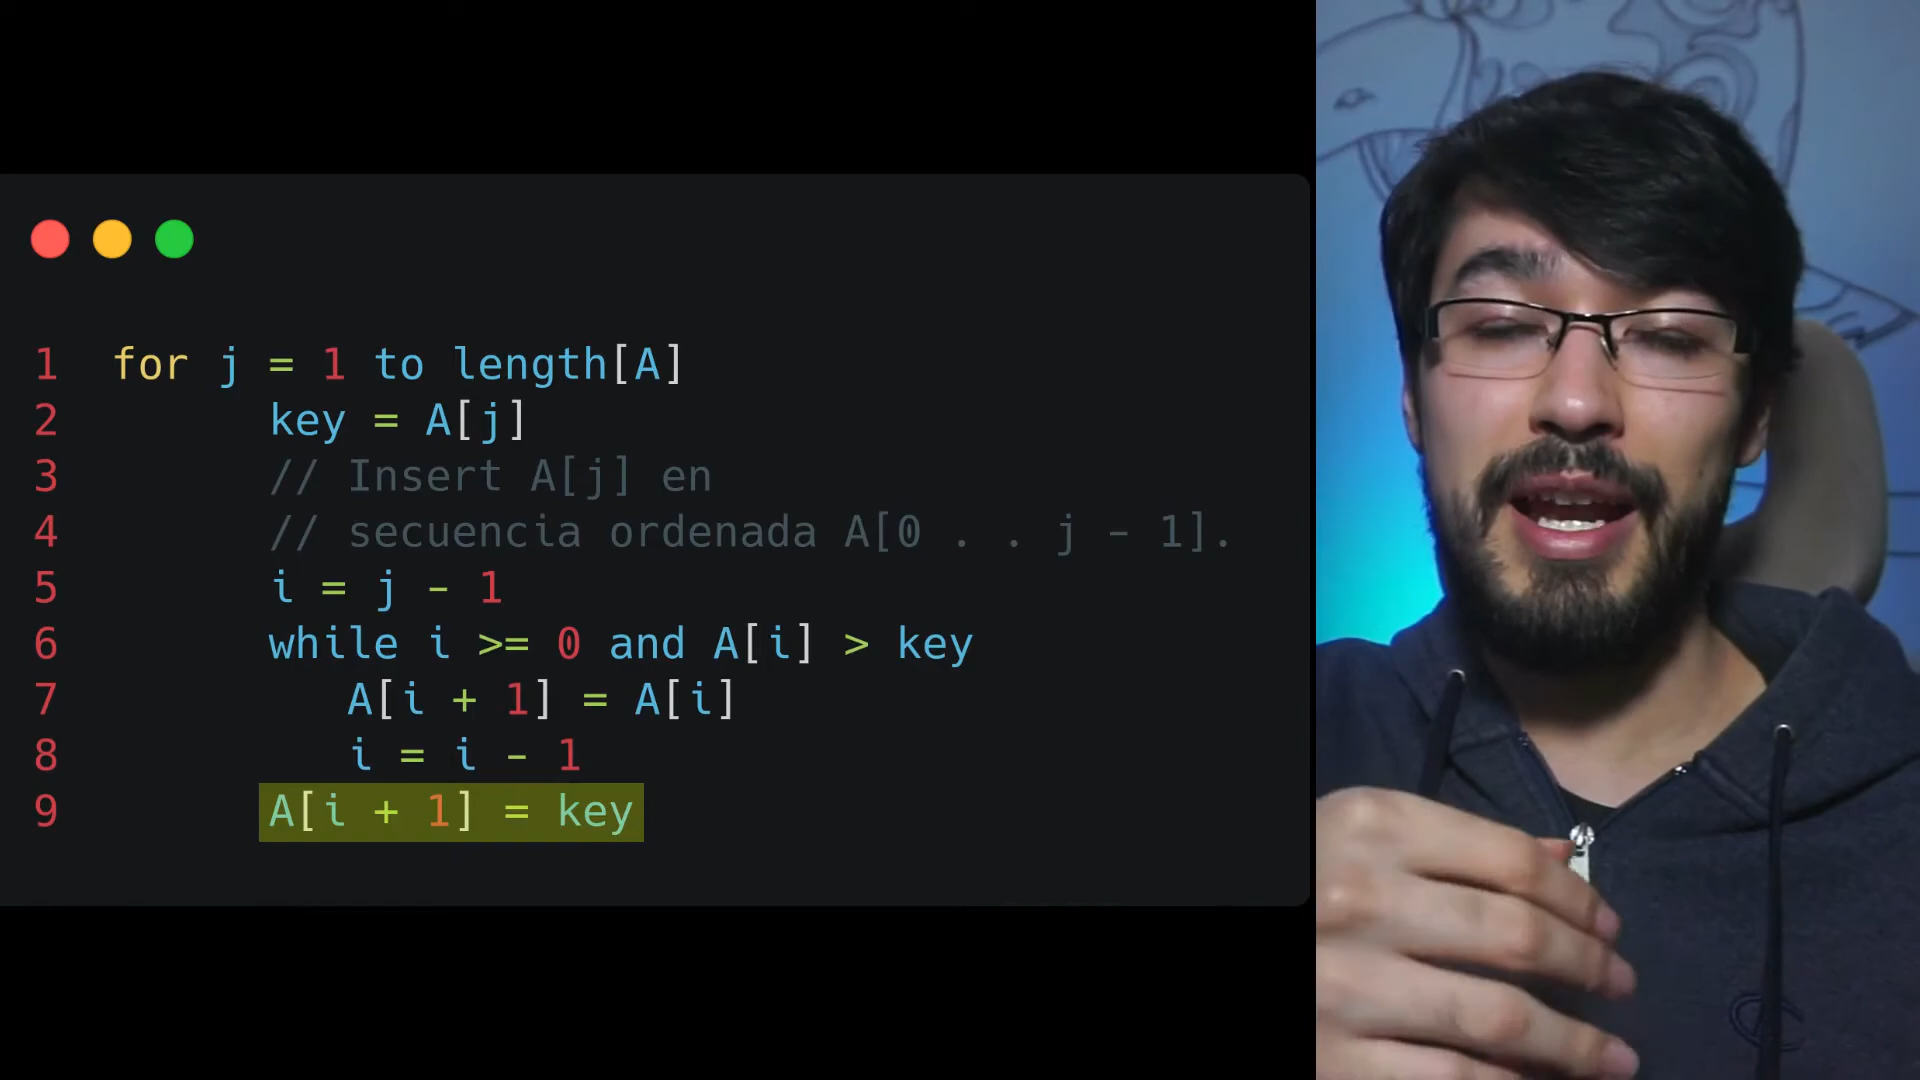 1 for j = 1 to length[A]
2 key = A[j]
3 // Insert A[j] en
4 // secuencia ordenada A[0 . . j - 1].
5 i = j - 1
6 while i >= 0 and A[i] > key
7 A[i + 1] = A[i]
8 i = i - 1
9 A[i + 1] = key